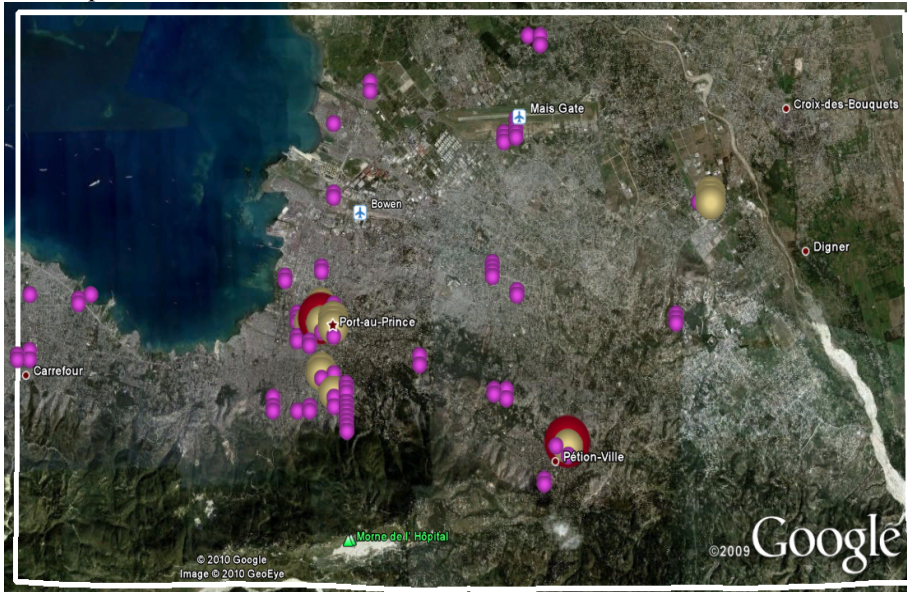 Mais Gate
Croix-des-Bouquets
Bowen
Digner
Port-au-Prince
Carrefour
Pétion-Ville
Morne de l' Hôpital
© 2010 Google
Image © 2010 GeoEye
©2009 Google